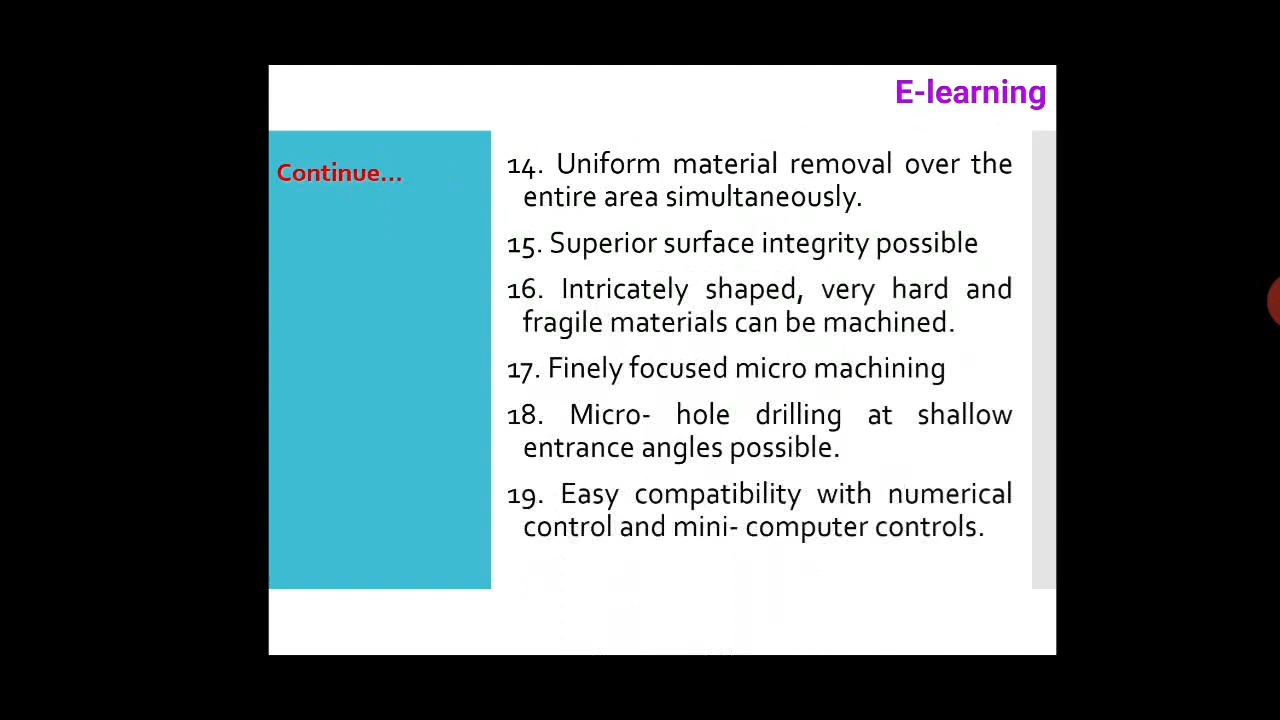 E-learning
Continue...
14. Uniform material removal over the
entire area simultaneously.
15. Superior surface integrity possible
16. Intricately shaped, very hard and
fragile materials can be machined.
17. Finely focused micro machining
18. Micro- hole drilling at shallow
entrance angles possible.
19. Easy compatibility with numerical
control and mini- computer controls.